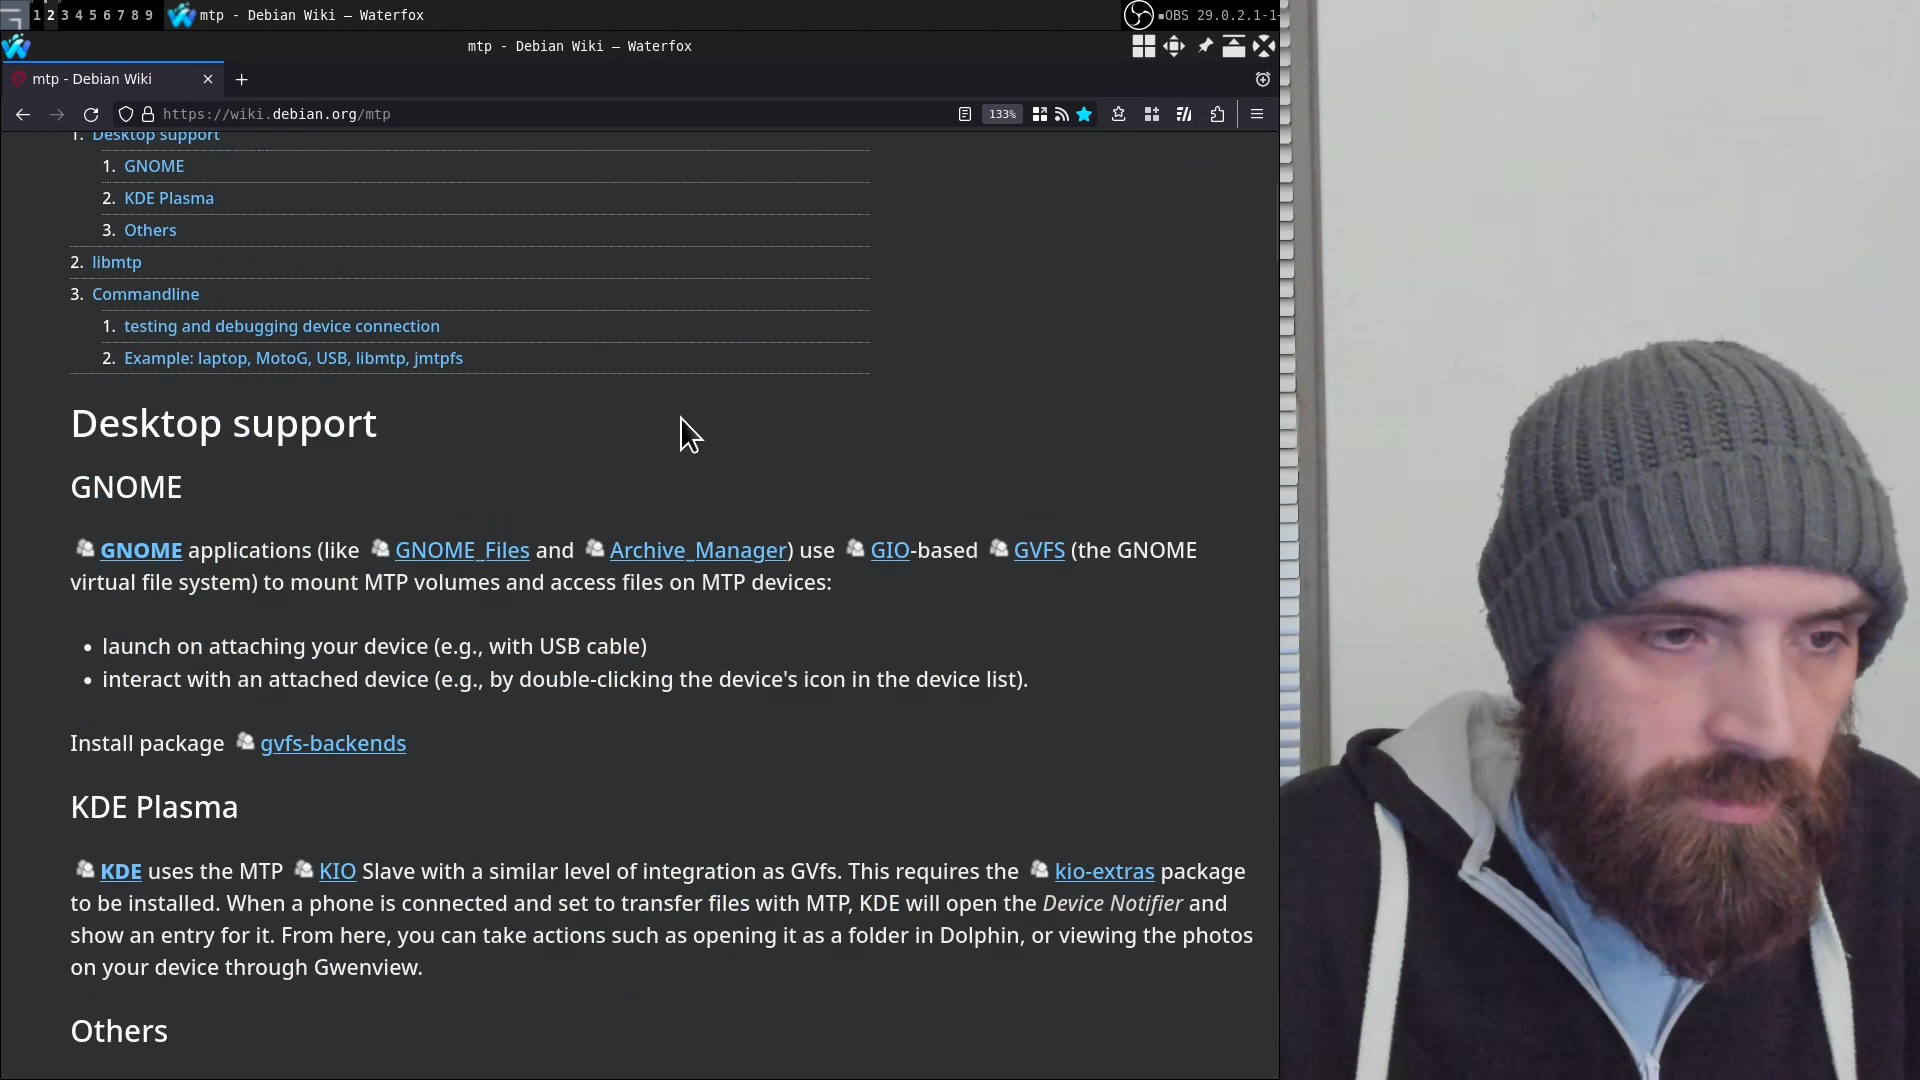 1 2 3 4 5 6 7 8 9 mtp - Debian Wiki — Waterfox OBS 29.0.2.1-1-
mtp - Debian Wiki — Waterfox
mtp - Debian Wiki
https://wiki.debian.org/mtp 133%
1. Desktop support
1. GNOME
2. KDE Plasma
3. Others
2. libmtp
3. Commandline
1. testing and debugging device connection
2. Example: laptop, MotoG, USB, libmtp, jmtpfs
Desktop support
GNOME
GNOME applications (like GNOME_Files and Archive_Manager) use GIO-based GVFS (the GNOME
virtual file system) to mount MTP volumes and access files on MTP devices:
• launch on attaching your device (e.g., with USB cable)
• interact with an attached device (e.g., by double-clicking the device's icon in the device list).
Install package gvfs-backends
KDE Plasma
KDE uses the MTP KIO Slave with a similar level of integration as GVfs. This requires the kio-extras package
to be installed. When a phone is connected and set to transfer files with MTP, KDE will open the Device Notifier and
show an entry for it. From here, you can take actions such as opening it as a folder in Dolphin, or viewing the photos
on your device through Gwenview.
Others